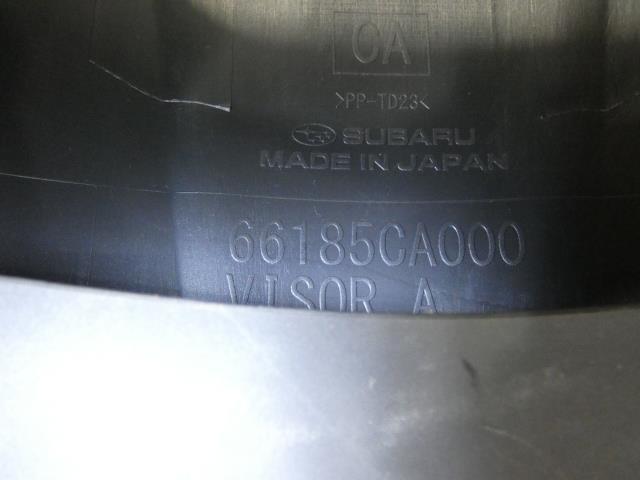 CA
>PP-TD23<
SUBARU
MADE IN JAPAN
66185CA000
VISOR A